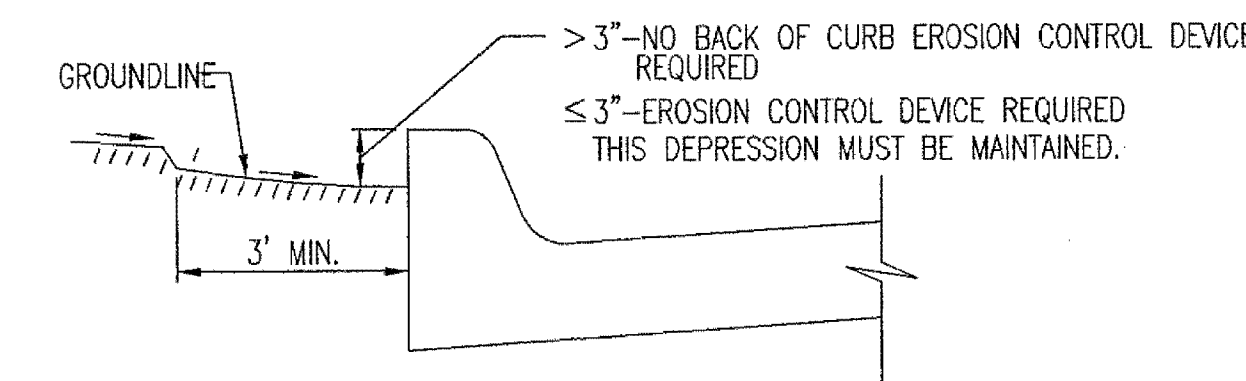 > 3"-NO BACK OF CURB EROSION CONTROL DEVICE
REQUIRED
GROUNDLINE
≤ 3"-EROSION CONTROL DEVICE REQUIRED
THIS DEPRESSION MUST BE MAINTAINED.
3' MIN.